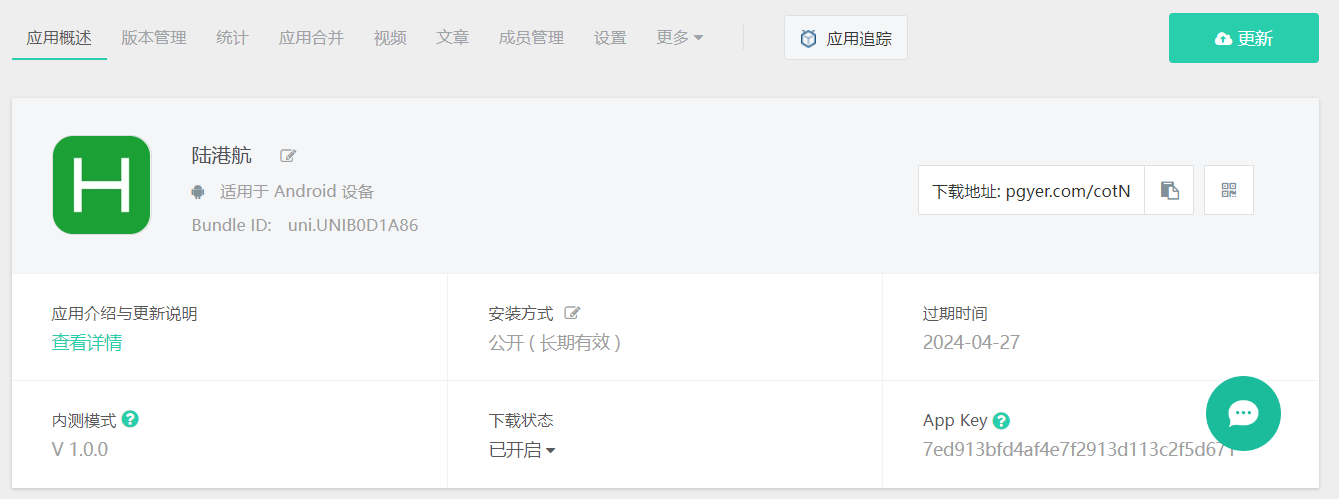 应用概述 版本管理 统计 应用合并 视频 文章 成员管理 设置 更多 应用追踪 更新
陆港航
适用于 Android 设备
Bundle ID: uni.UNIB0D1A86
下载地址: pgyer.com/cotN
应用介绍与更新说明
查看详情
安装方式
公开 ( 长期有效 )
过期时间
2024-04-27
内测模式 ?
V 1.0.0
下载状态
已开启
App Key ?
7ed913bfd4af4e7f2913d113c2f5d671